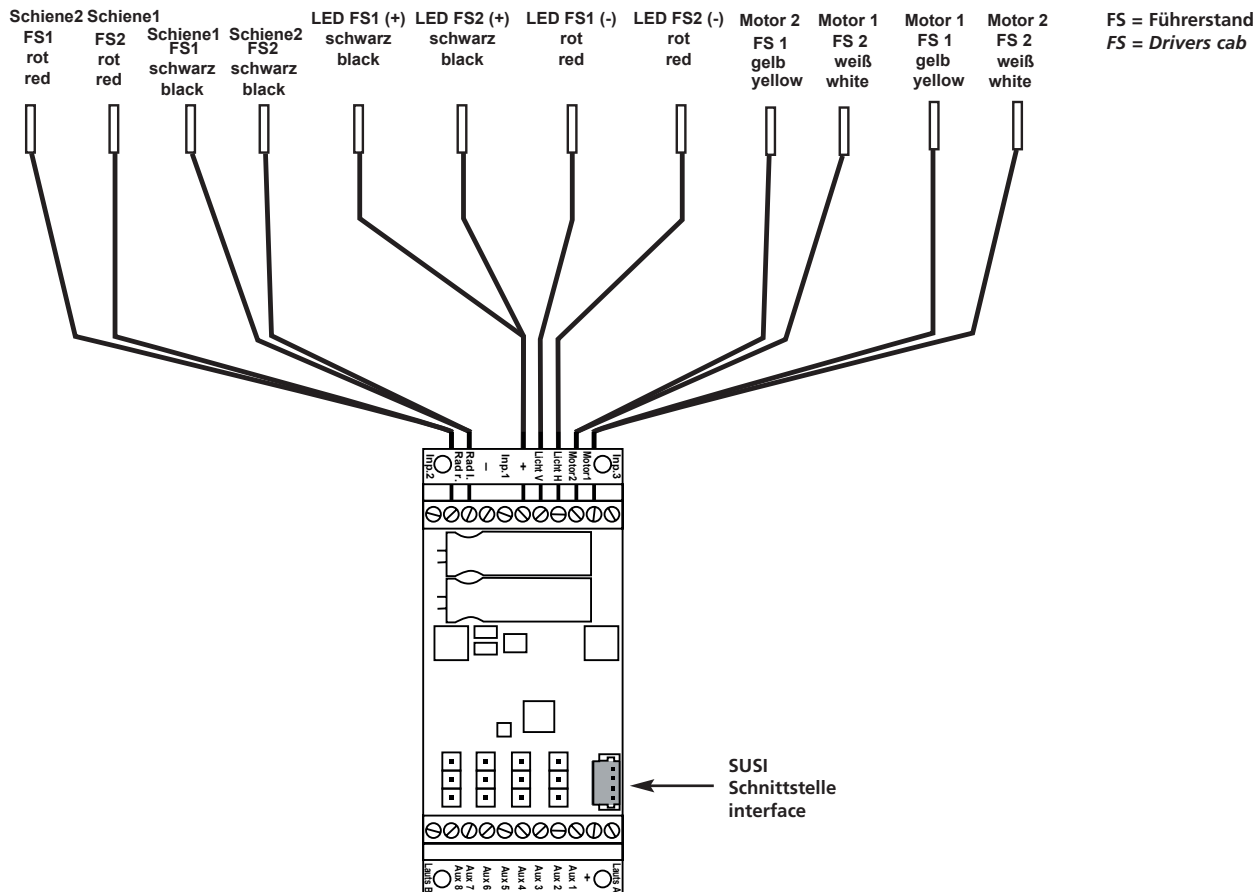 Schiene2
FS1
rot
red
Schiene1
FS2
rot
red
Schiene1
FS1
schwarz
black
Schiene2
FS2
schwarz
black
LED FS1 (+)
schwarz
black
LED FS2 (+)
schwarz
black
LED FS1 (-)
rot
red
LED FS2 (-)
rot
red
Motor 2
FS 1
gelb
yellow
Motor 1
FS 2
weiß
white
Motor 1
FS 1
gelb
yellow
Motor 2
FS 2
weiß
white
FS = Führerstand
FS = Drivers cab
Inp.2
Rad r.
Rad l.
–
Inp.1
+
Licht V
Licht H
Motor2
Motor1
Inp.3
SUSI
Schnittstelle
interface
Lauts B
Aux 8
Aux 7
Aux 6
Aux 5
Aux 4
Aux 3
Aux 2
Aux 1
+
Lauts A